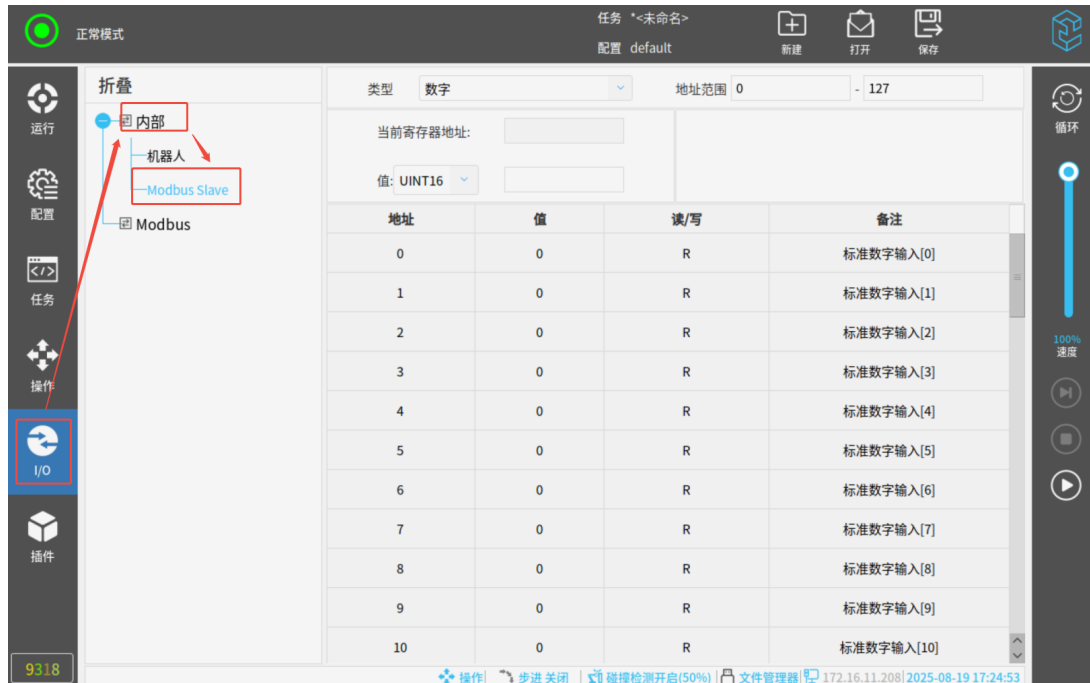 正常模式
任务 *<未命名>
配置 default
新建
打开
保存
运行
配置
任务
操作
I/O
插件
9318
折叠
内部
机器人
Modbus Slave
Modbus
类型 数字 地址范围 0 - 127
当前寄存器地址:
值: UINT16
地址 值 读/写 备注
0 0 R 标准数字输入[0]
1 0 R 标准数字输入[1]
2 0 R 标准数字输入[2]
3 0 R 标准数字输入[3]
4 0 R 标准数字输入[4]
5 0 R 标准数字输入[5]
6 0 R 标准数字输入[6]
7 0 R 标准数字输入[7]
8 0 R 标准数字输入[8]
9 0 R 标准数字输入[9]
10 0 R 标准数字输入[10]
循环
100%
速度
操作 步进 关闭 碰撞检测开启(50%) 文件管理器 172.16.11.208 2025-08-19 17:24:53